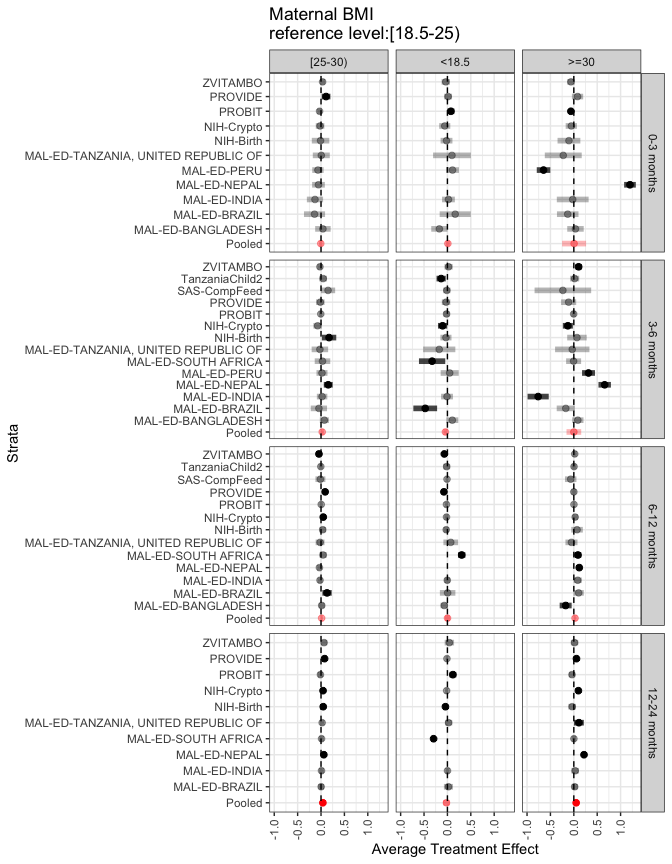 Maternal BMI
reference level:[18.5-25)
[25-30)
<18.5
>=30
Strata
ZVITAMBO
PROVIDE
PROBIT
NIH-Crypto
NIH-Birth
MAL-ED-TANZANIA, UNITED REPUBLIC OF
MAL-ED-PERU
MAL-ED-NEPAL
MAL-ED-INDIA
MAL-ED-BRAZIL
MAL-ED-BANGLADESH
Pooled
0-3 months
ZVITAMBO
TanzaniaChild2
SAS-CompFeed
PROVIDE
PROBIT
NIH-Crypto
NIH-Birth
MAL-ED-TANZANIA, UNITED REPUBLIC OF
MAL-ED-SOUTH AFRICA
MAL-ED-PERU
MAL-ED-NEPAL
MAL-ED-INDIA
MAL-ED-BRAZIL
MAL-ED-BANGLADESH
Pooled
3-6 months
ZVITAMBO
TanzaniaChild2
SAS-CompFeed
PROVIDE
PROBIT
NIH-Crypto
NIH-Birth
MAL-ED-TANZANIA, UNITED REPUBLIC OF
MAL-ED-SOUTH AFRICA
MAL-ED-NEPAL
MAL-ED-INDIA
MAL-ED-BRAZIL
MAL-ED-BANGLADESH
Pooled
6-12 months
ZVITAMBO
PROVIDE
PROBIT
NIH-Crypto
NIH-Birth
MAL-ED-TANZANIA, UNITED REPUBLIC OF
MAL-ED-SOUTH AFRICA
MAL-ED-NEPAL
MAL-ED-INDIA
MAL-ED-BRAZIL
Pooled
12-24 months
-1.0
-0.5
0.0
0.5
1.0
-1.0
-0.5
0.0
0.5
1.0
-1.0
-0.5
0.0
0.5
1.0
Average Treatment Effect